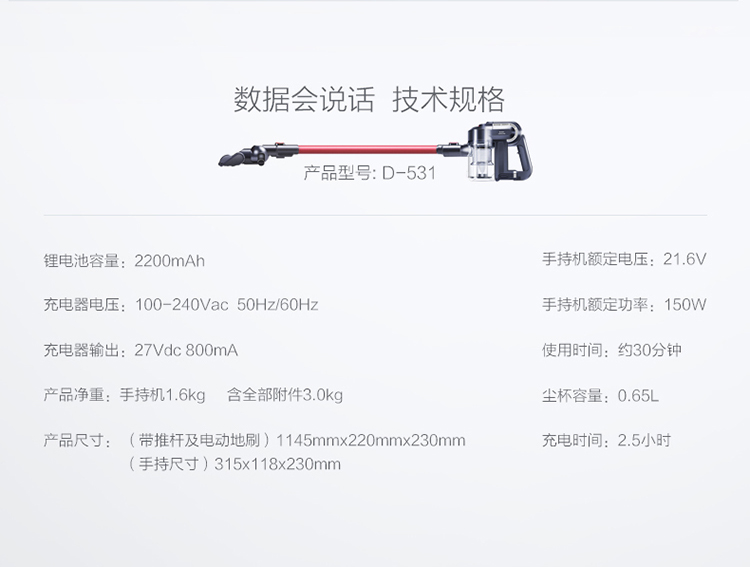 数据会说话 技术规格
产品型号: D-531
锂电池容量：2200mAh
手持机额定电压：21.6V
充电器电压：100-240Vac 50Hz/60Hz
手持机额定功率：150W
充电器输出：27Vdc 800mA
使用时间：约30分钟
产品净重：手持机1.6kg 含全部附件3.0kg
尘杯容量：0.65L
产品尺寸：（带推杆及电动地刷）1145mmx220mmx230mm
充电时间：2.5小时
（手持尺寸）315x118x230mm